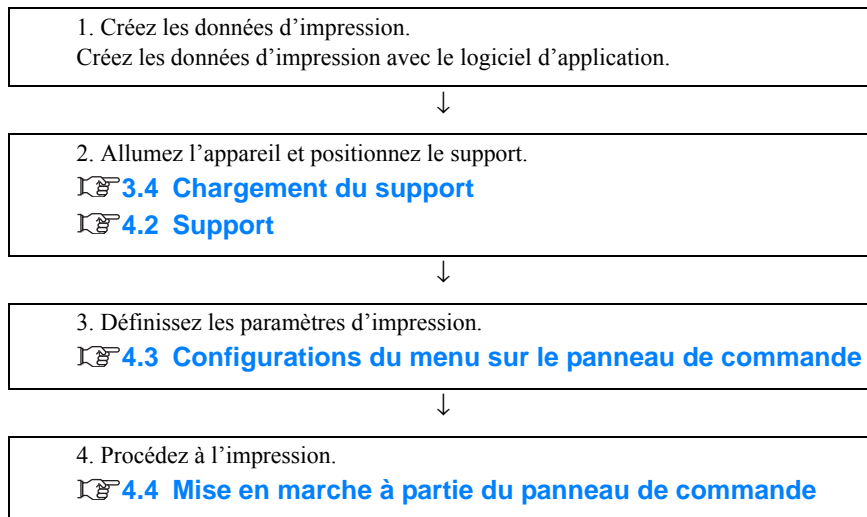 1. Créez les données d’impression.
Créez les données d’impression avec le logiciel d’application.
↓
2. Allumez l’appareil et positionnez le support.
3.4 Chargement du support
4.2 Support
↓
3. Définissez les paramètres d’impression.
4.3 Configurations du menu sur le panneau de commande
↓
4. Procédez à l’impression.
4.4 Mise en marche à partie du panneau de commande